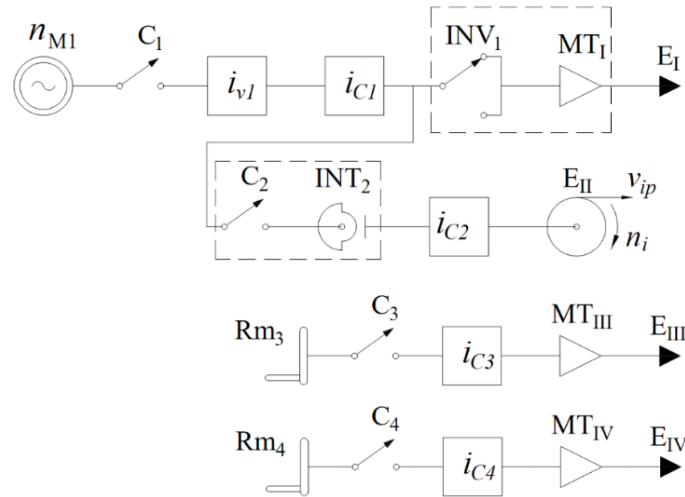 n_M1 C_1 i_v1 i_C1 INV_1 MT_I E_I
C_2 INT_2 i_C2 E_II v_ip n_i
Rm_3 C_3 i_C3 MT_III E_III
Rm_4 C_4 i_C4 MT_IV E_IV